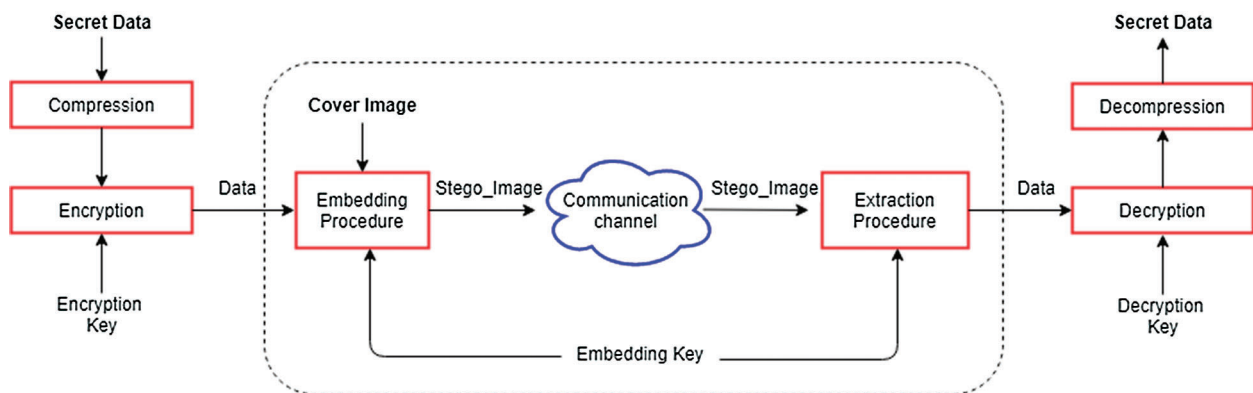 Secret Data
Compression
Encryption
Encryption
Key
Data
Cover Image
Embedding
Procedure
Stego_Image
Communication
channel
Stego_Image
Extraction
Procedure
Embedding Key
Data
Secret Data
Decompression
Decryption
Decryption
Key